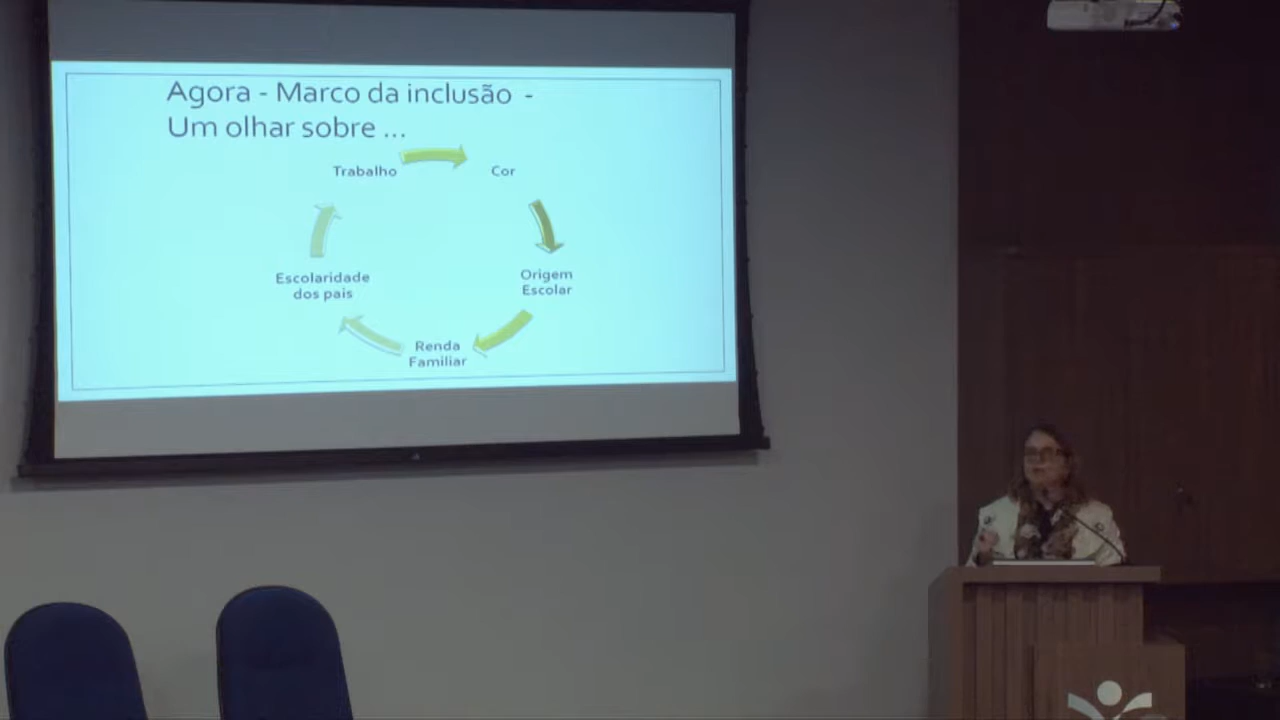 Agora - Marco da inclusão -
Um olhar sobre ...
Trabalho
Cor
Origem
Escolar
Renda
Familiar
Escolaridade
dos pais